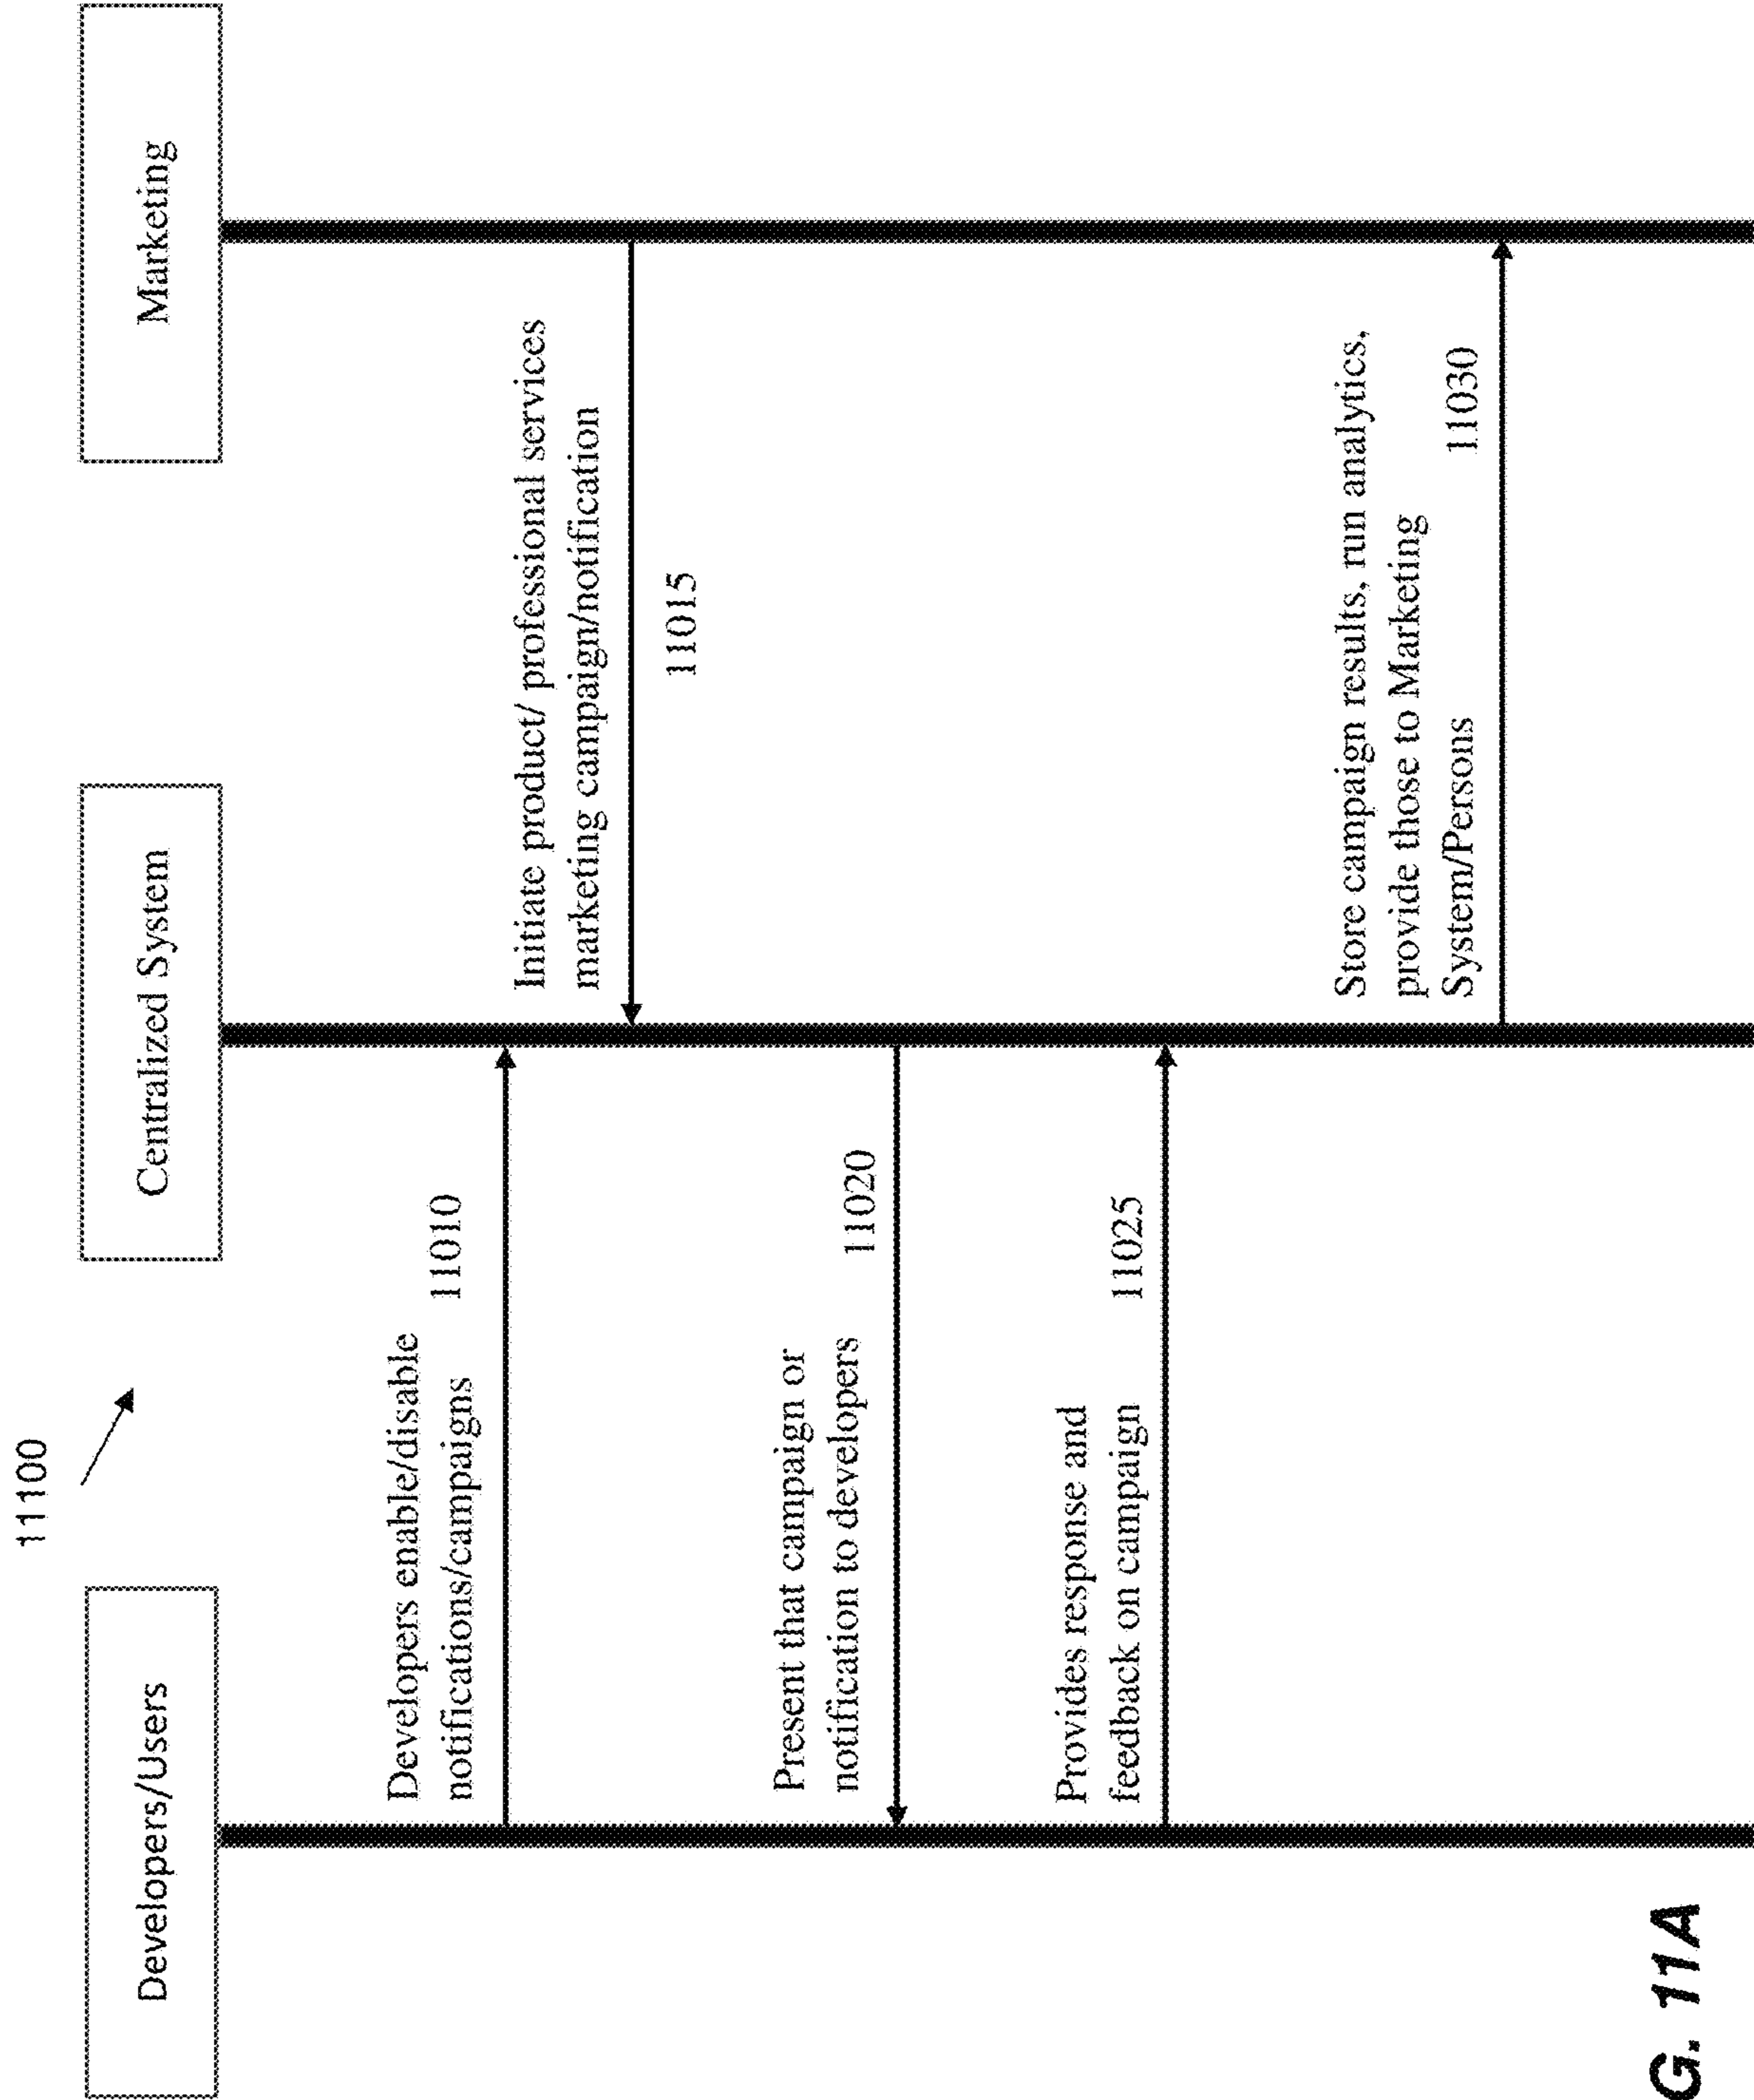 11100
Developers/Users
Centralized System
Marketing
Developers enable/disable
notifications/campaigns
11010
Initiate product/ professional services
marketing campaign/notification
11015
Present that campaign or
notification to developers
11020
Provides response and
feedback on campaign
11025
Store campaign results, run analytics,
provide those to Marketing
System/Persons
11030
G. 11A